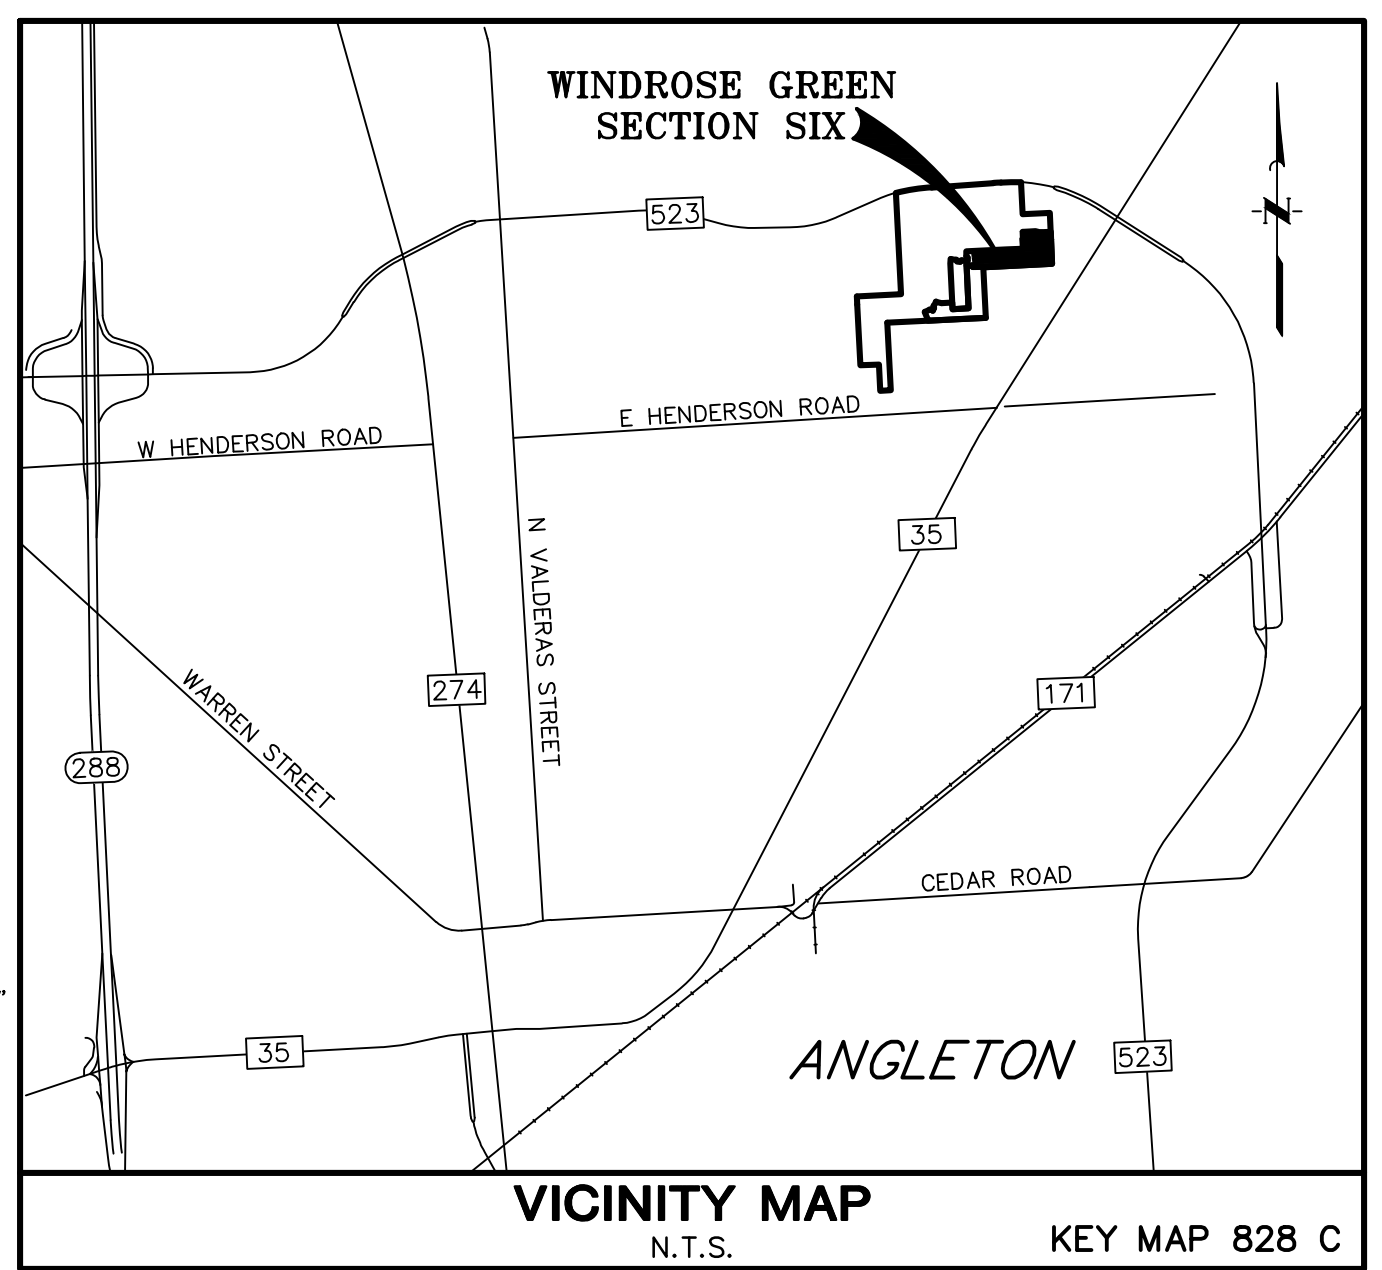 WINDROSE GREEN
SECTION SIX
523
N
E HENDERSON ROAD
W HENDERSON ROAD
35
N VALDERAS STREET
274
171
WARREN STREET
288
CEDAR ROAD
35
ANGLETON
523
VICINITY MAP
N.T.S.
KEY MAP 828 C